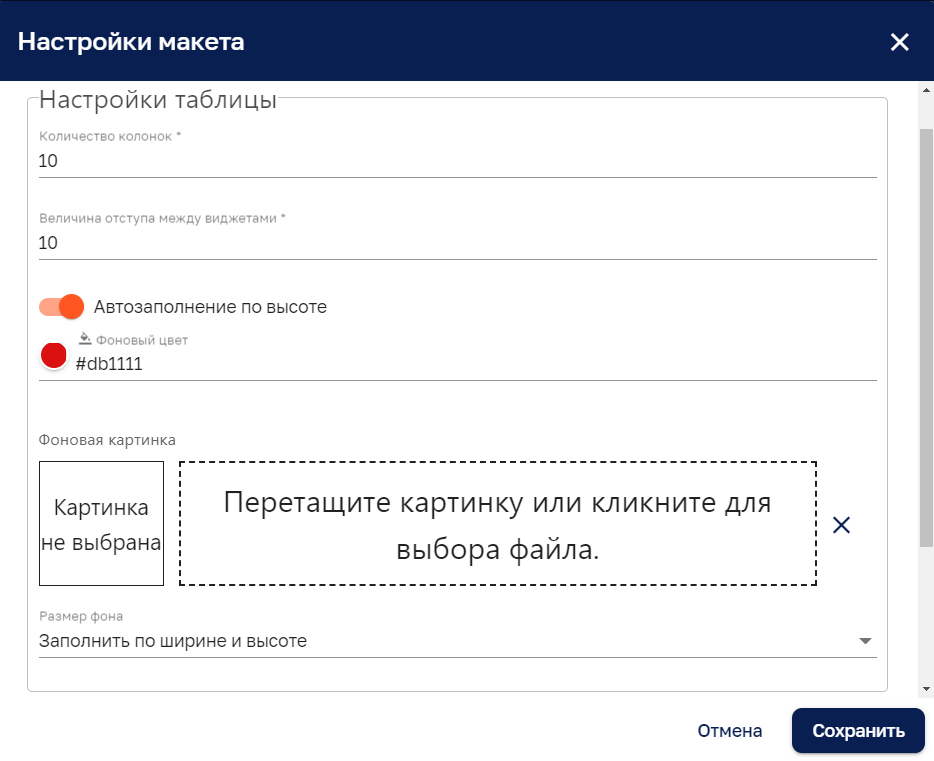 Настройки макета
Настройки таблицы
Количество колонок *
10
Величина отступа между виджетами *
10
Автозаполнение по высоте
Фоновый цвет
#db1111
Фоновая картинка
Картинка
не выбрана
Перетащите картинку или кликните для
выбора файла.
Размер фона
Заполнить по ширине и высоте
Отмена
Сохранить